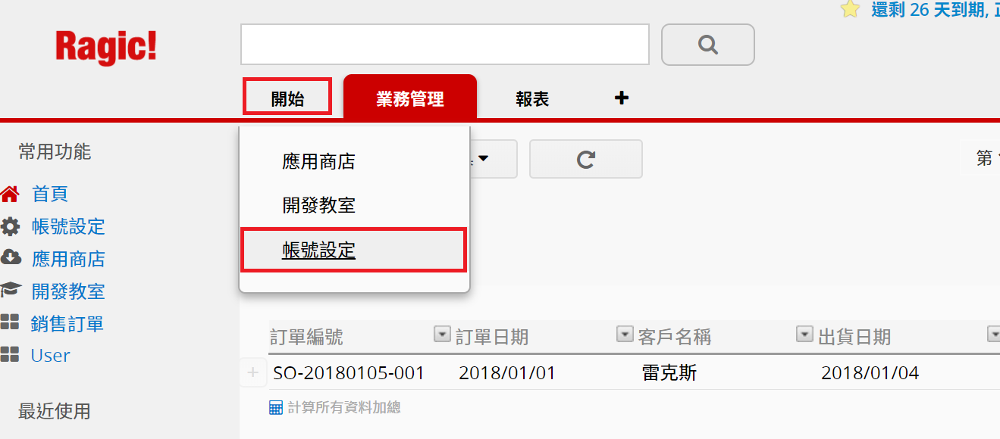 還剩 26 天到期,
Ragic!
開始 業務管理 報表
常用功能
應用商店
第
首頁
開發教室
帳號設定
帳號設定
應用商店
開發教室
銷售訂單
User
訂單編號 訂單日期 客戶名稱 出貨日期
SO-20180105-001 2018/01/01 雷克斯 2018/01/04
計算所有資料加總
最近使用